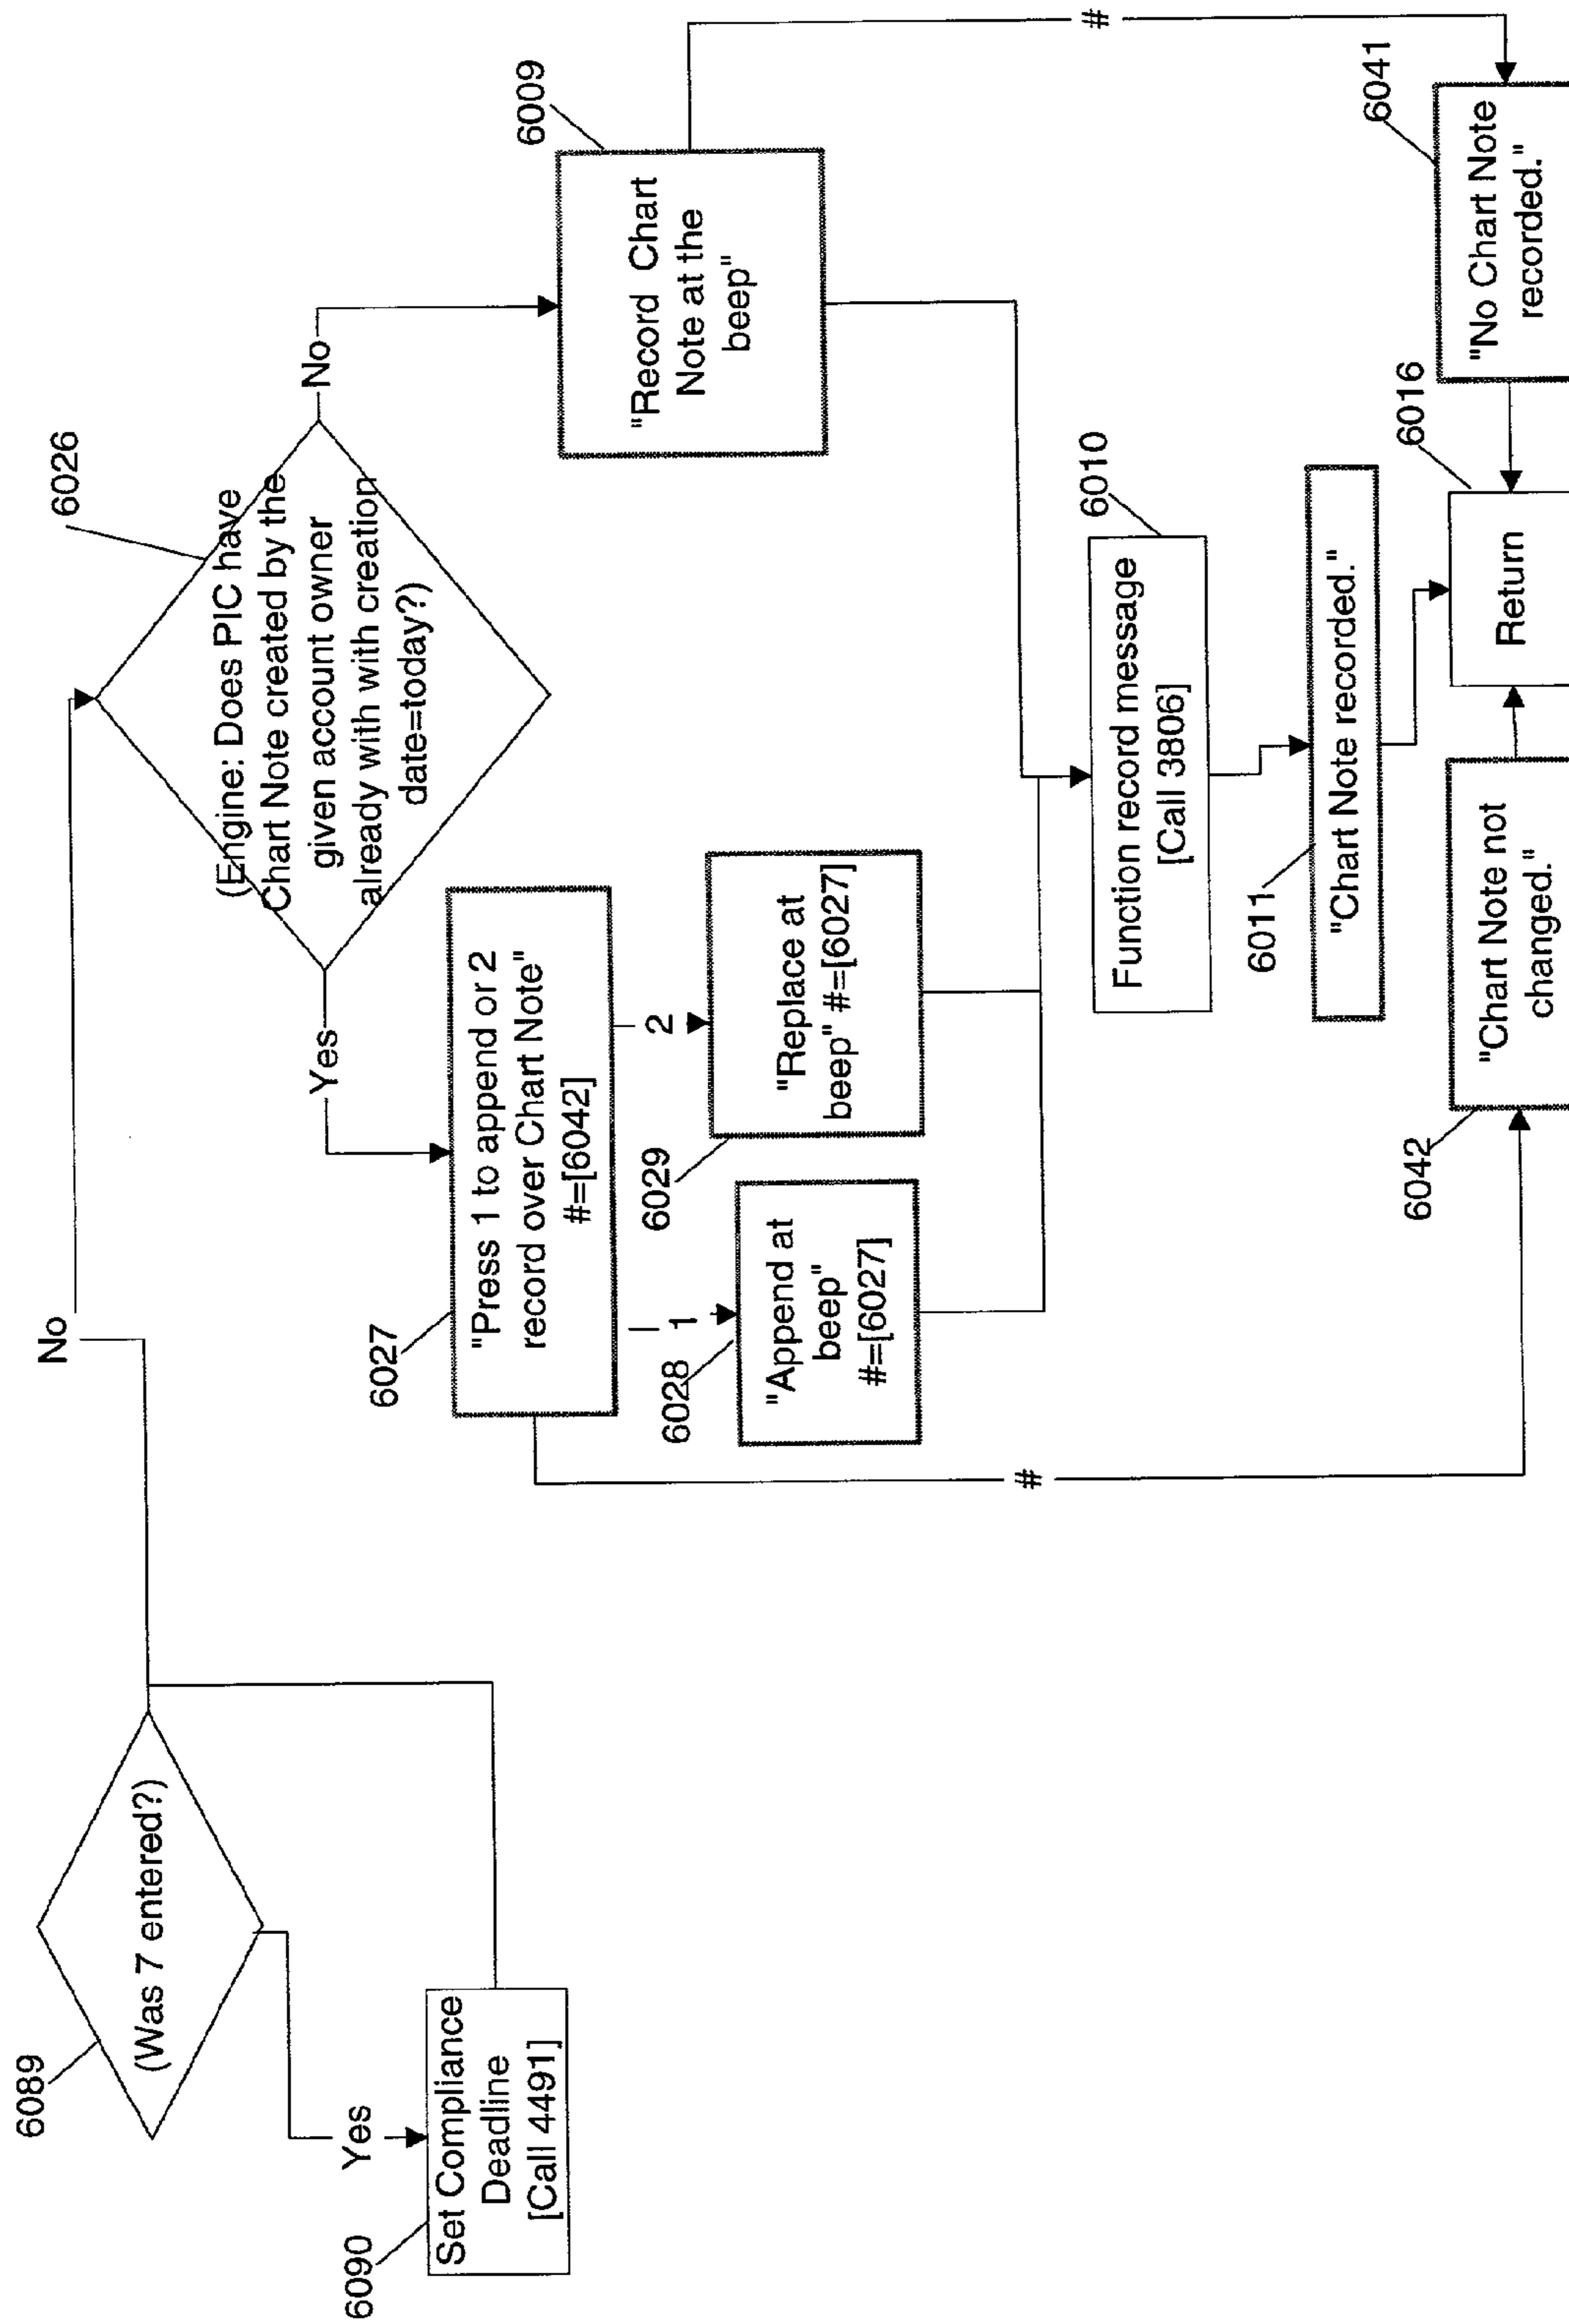 6089
(Was 7 entered?)
Yes
6090
Set Compliance
Deadline
[Call 4491]
No
6026
(Engine: Does PIC have
Chart Note created by the
given account owner
already with with creation
date=today?)
Yes
No
6027
"Press 1 to append or 2
record over Chart Note"
#=[6042]
1
2
6028
"Append at
beep"
#=[6027]
6029
"Replace at
beep" #=[6027]
6009
"Record Chart
Note at the
beep"
#
#
6010
Function record message
[Call 3806]
6011
"Chart Note recorded."
6042
"Chart Note not
changed."
6016
Return
6041
"No Chart Note
recorded."